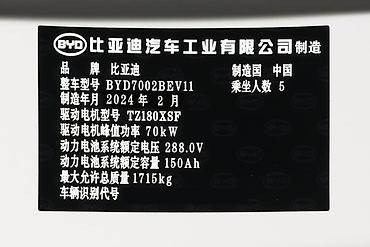 BYD 比亚迪汽车工业有限公司 制造
品 牌 比亚迪 制造国 中国
整车型号 BYD7002BEV11 乘坐人数 5
制造年月 2024 年 2 月
驱动电机型号 TZ180XSF
驱动电机峰值功率 70kW
动力电池系统额定电压 288.0V
动力电池系统额定容量 150Ah
最大允许总质量 1715kg
车辆识别代号